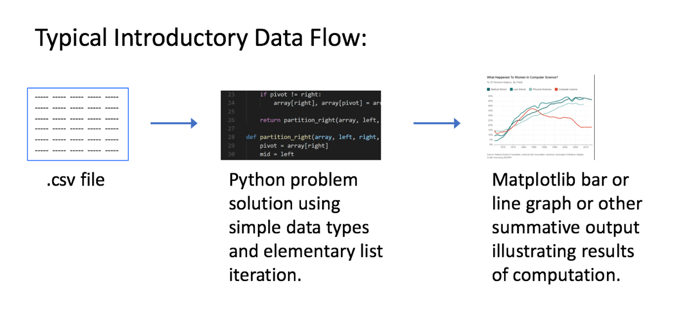 Typical Introductory Data Flow:
23 if pivot != right:
24 array[right], array[pivot] = arr
25
26 return partition_right(array, left,
27
28 def partition_right(array, left, right,
29 pivot = array[right]
30 mid = left
What Happened To Women In Computer Science?
.csv file
Python problem
solution using
simple data types
and elementary list
iteration.
Matplotlib bar or
line graph or other
summative output
illustrating results
of computation.